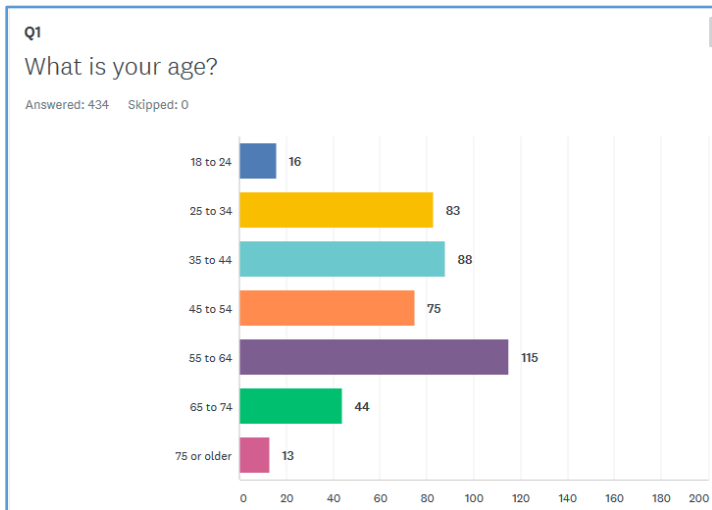 Q1
What is your age?
Answered: 434 Skipped: 0
18 to 24 16
25 to 34 83
35 to 44 88
45 to 54 75
55 to 64 115
65 to 74 44
75 or older 13
0 20 40 60 80 100 120 140 160 180 200